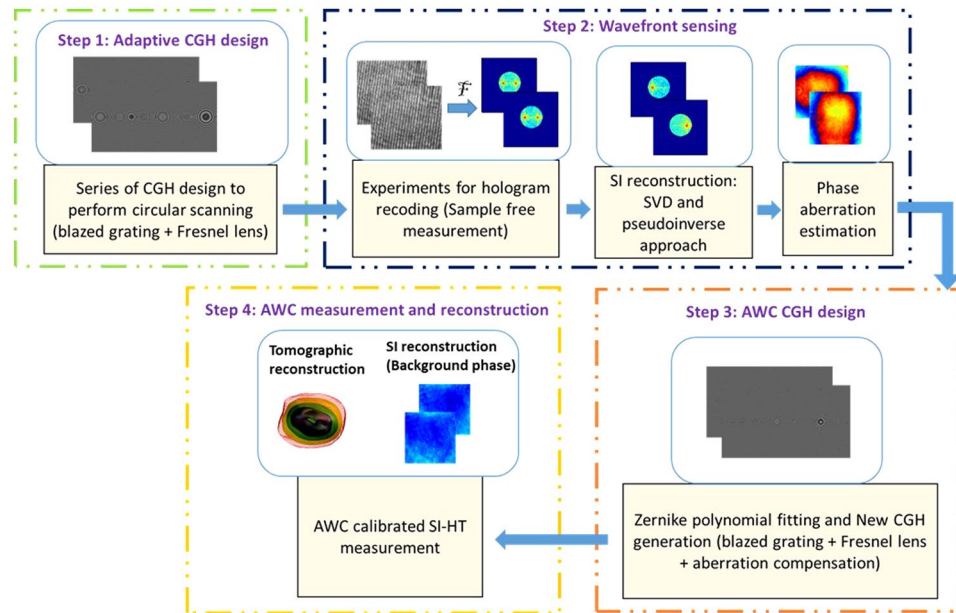 Step 1: Adaptive CGH design
Series of CGH design to
perform circular scanning
(blazed grating + Fresnel lens)
Step 2: Wavefront sensing
ℱ
Experiments for hologram
recoding (Sample free
measurement)
SI reconstruction:
SVD and
pseudoinverse
approach
Phase
aberration
estimation
Step 3: AWC CGH design
Zernike polynomial fitting and New CGH
generation (blazed grating + Fresnel lens
+ aberration compensation)
Step 4: AWC measurement and reconstruction
Tomographic
reconstruction
SI reconstruction
(Background phase)
AWC calibrated SI-HT
measurement